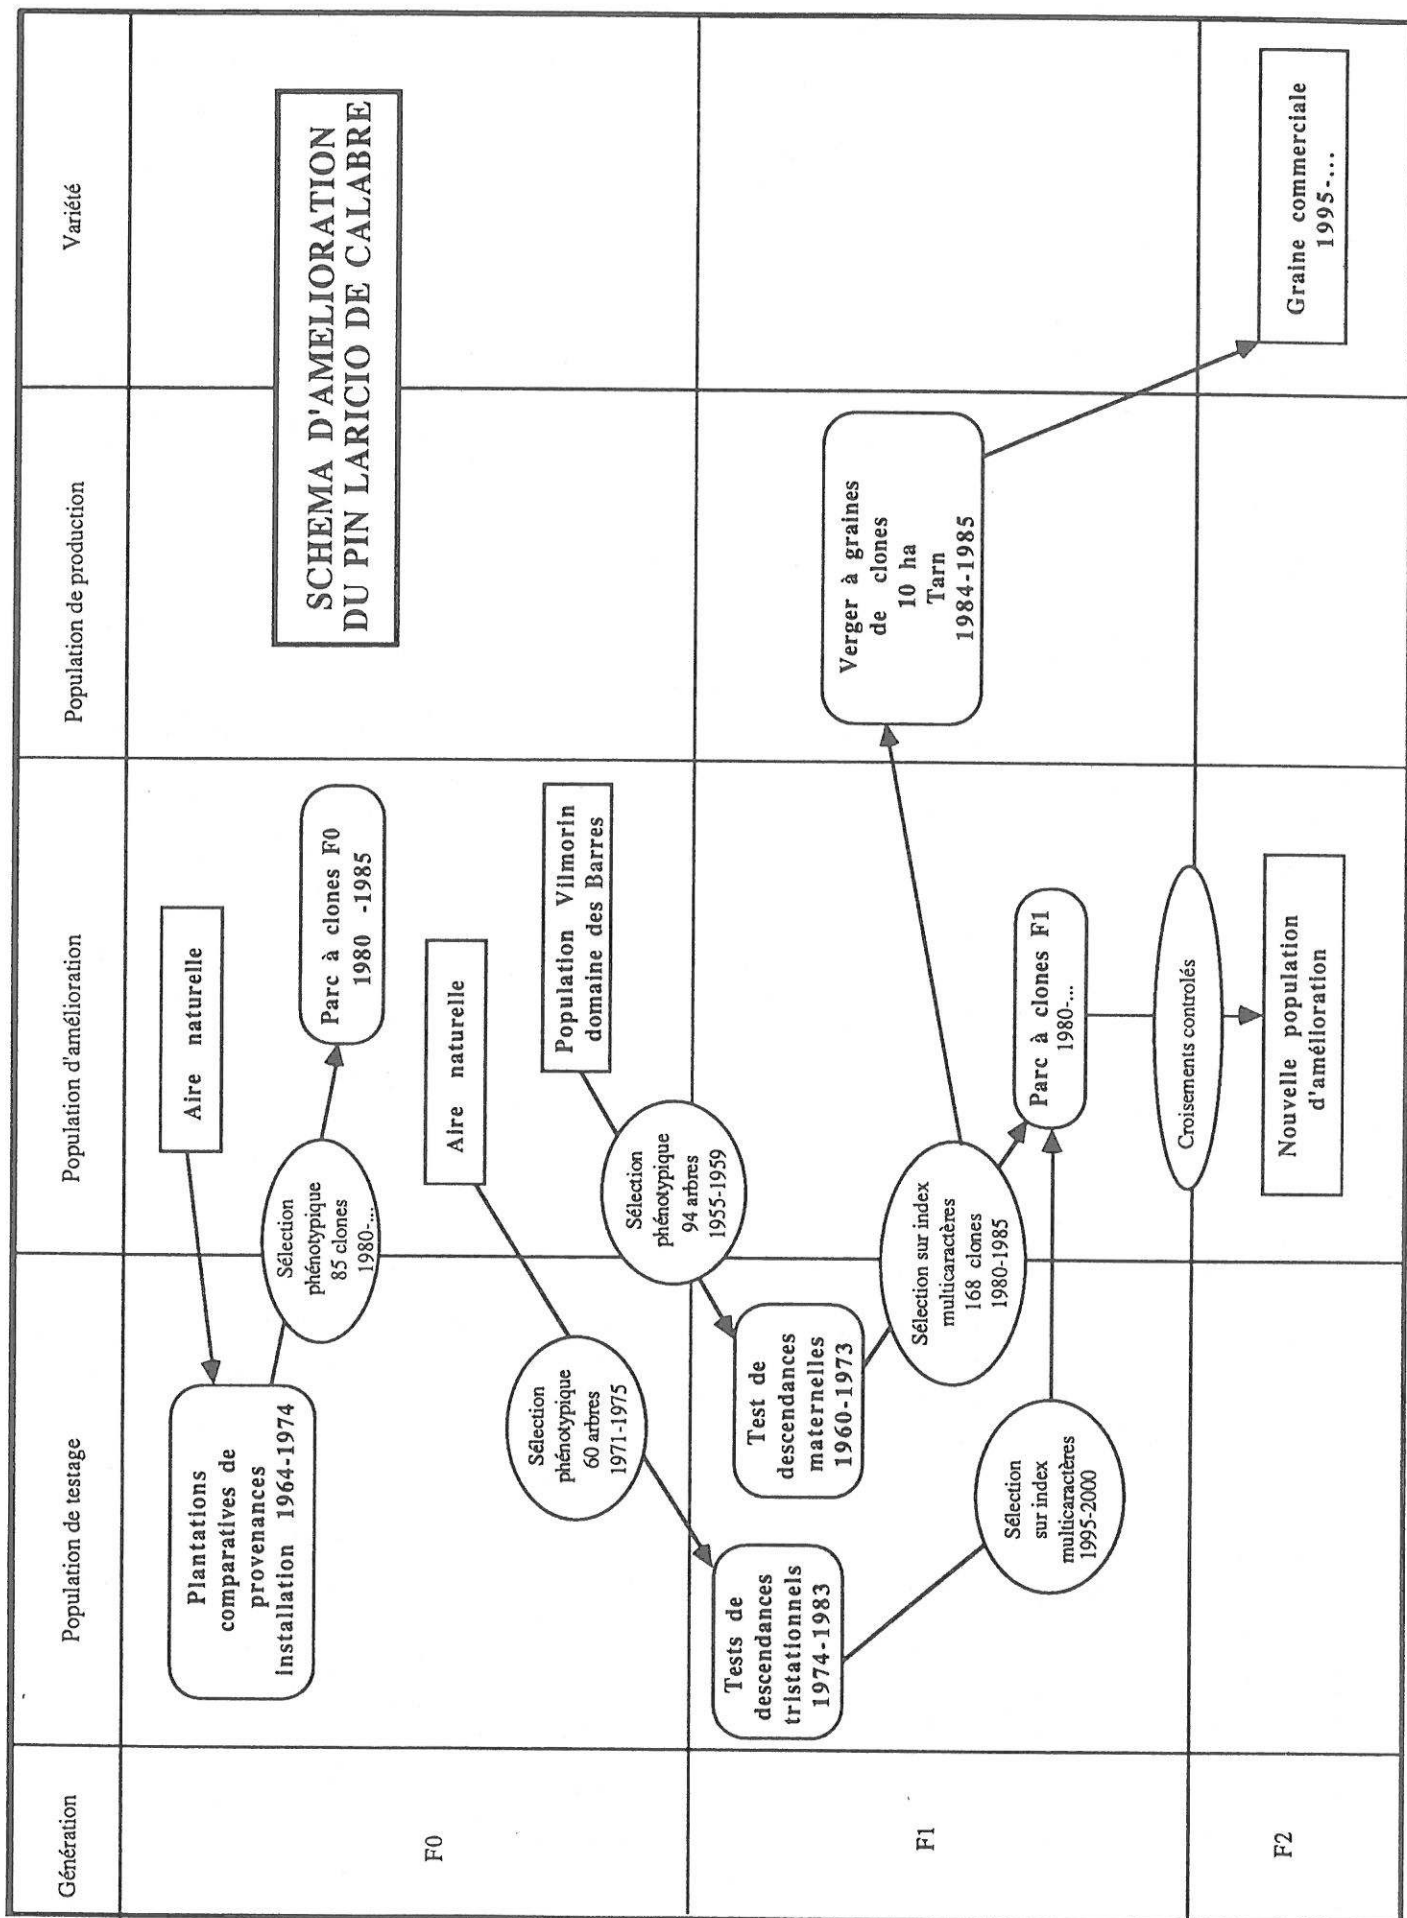 Génération
Population de testage
Population d'amélioration
Population de production
Variété
SCHEMA D'AMELIORATION
DU PIN LARICIO DE CALABRE
F0
Plantations
comparatives de
provenances
installation 1964-1974
Aire naturelle
Sélection
phénotypique
85 clones
1980-...
Parc à clones F0
1980 -1985
Aire naturelle
Sélection
phénotypique
60 arbres
1971-1975
Population Vilmorin
domaine des Barres
Sélection
phénotypique
94 arbres
1955-1959
F1
Tests de
descendances
tristationnels
1974-1983
Test de
descendances
maternelles
1960-1973
Sélection sur index
multicaractères
168 clones
1980-1985
Verger à graines
de clones
10 ha
Tarn
1984-1985
Sélection
sur index
multicaractères
1995-2000
Parc à clones F1
1980-...
Croisements controlés
F2
Nouvelle population
d'amélioration
Graine commerciale
1995-...